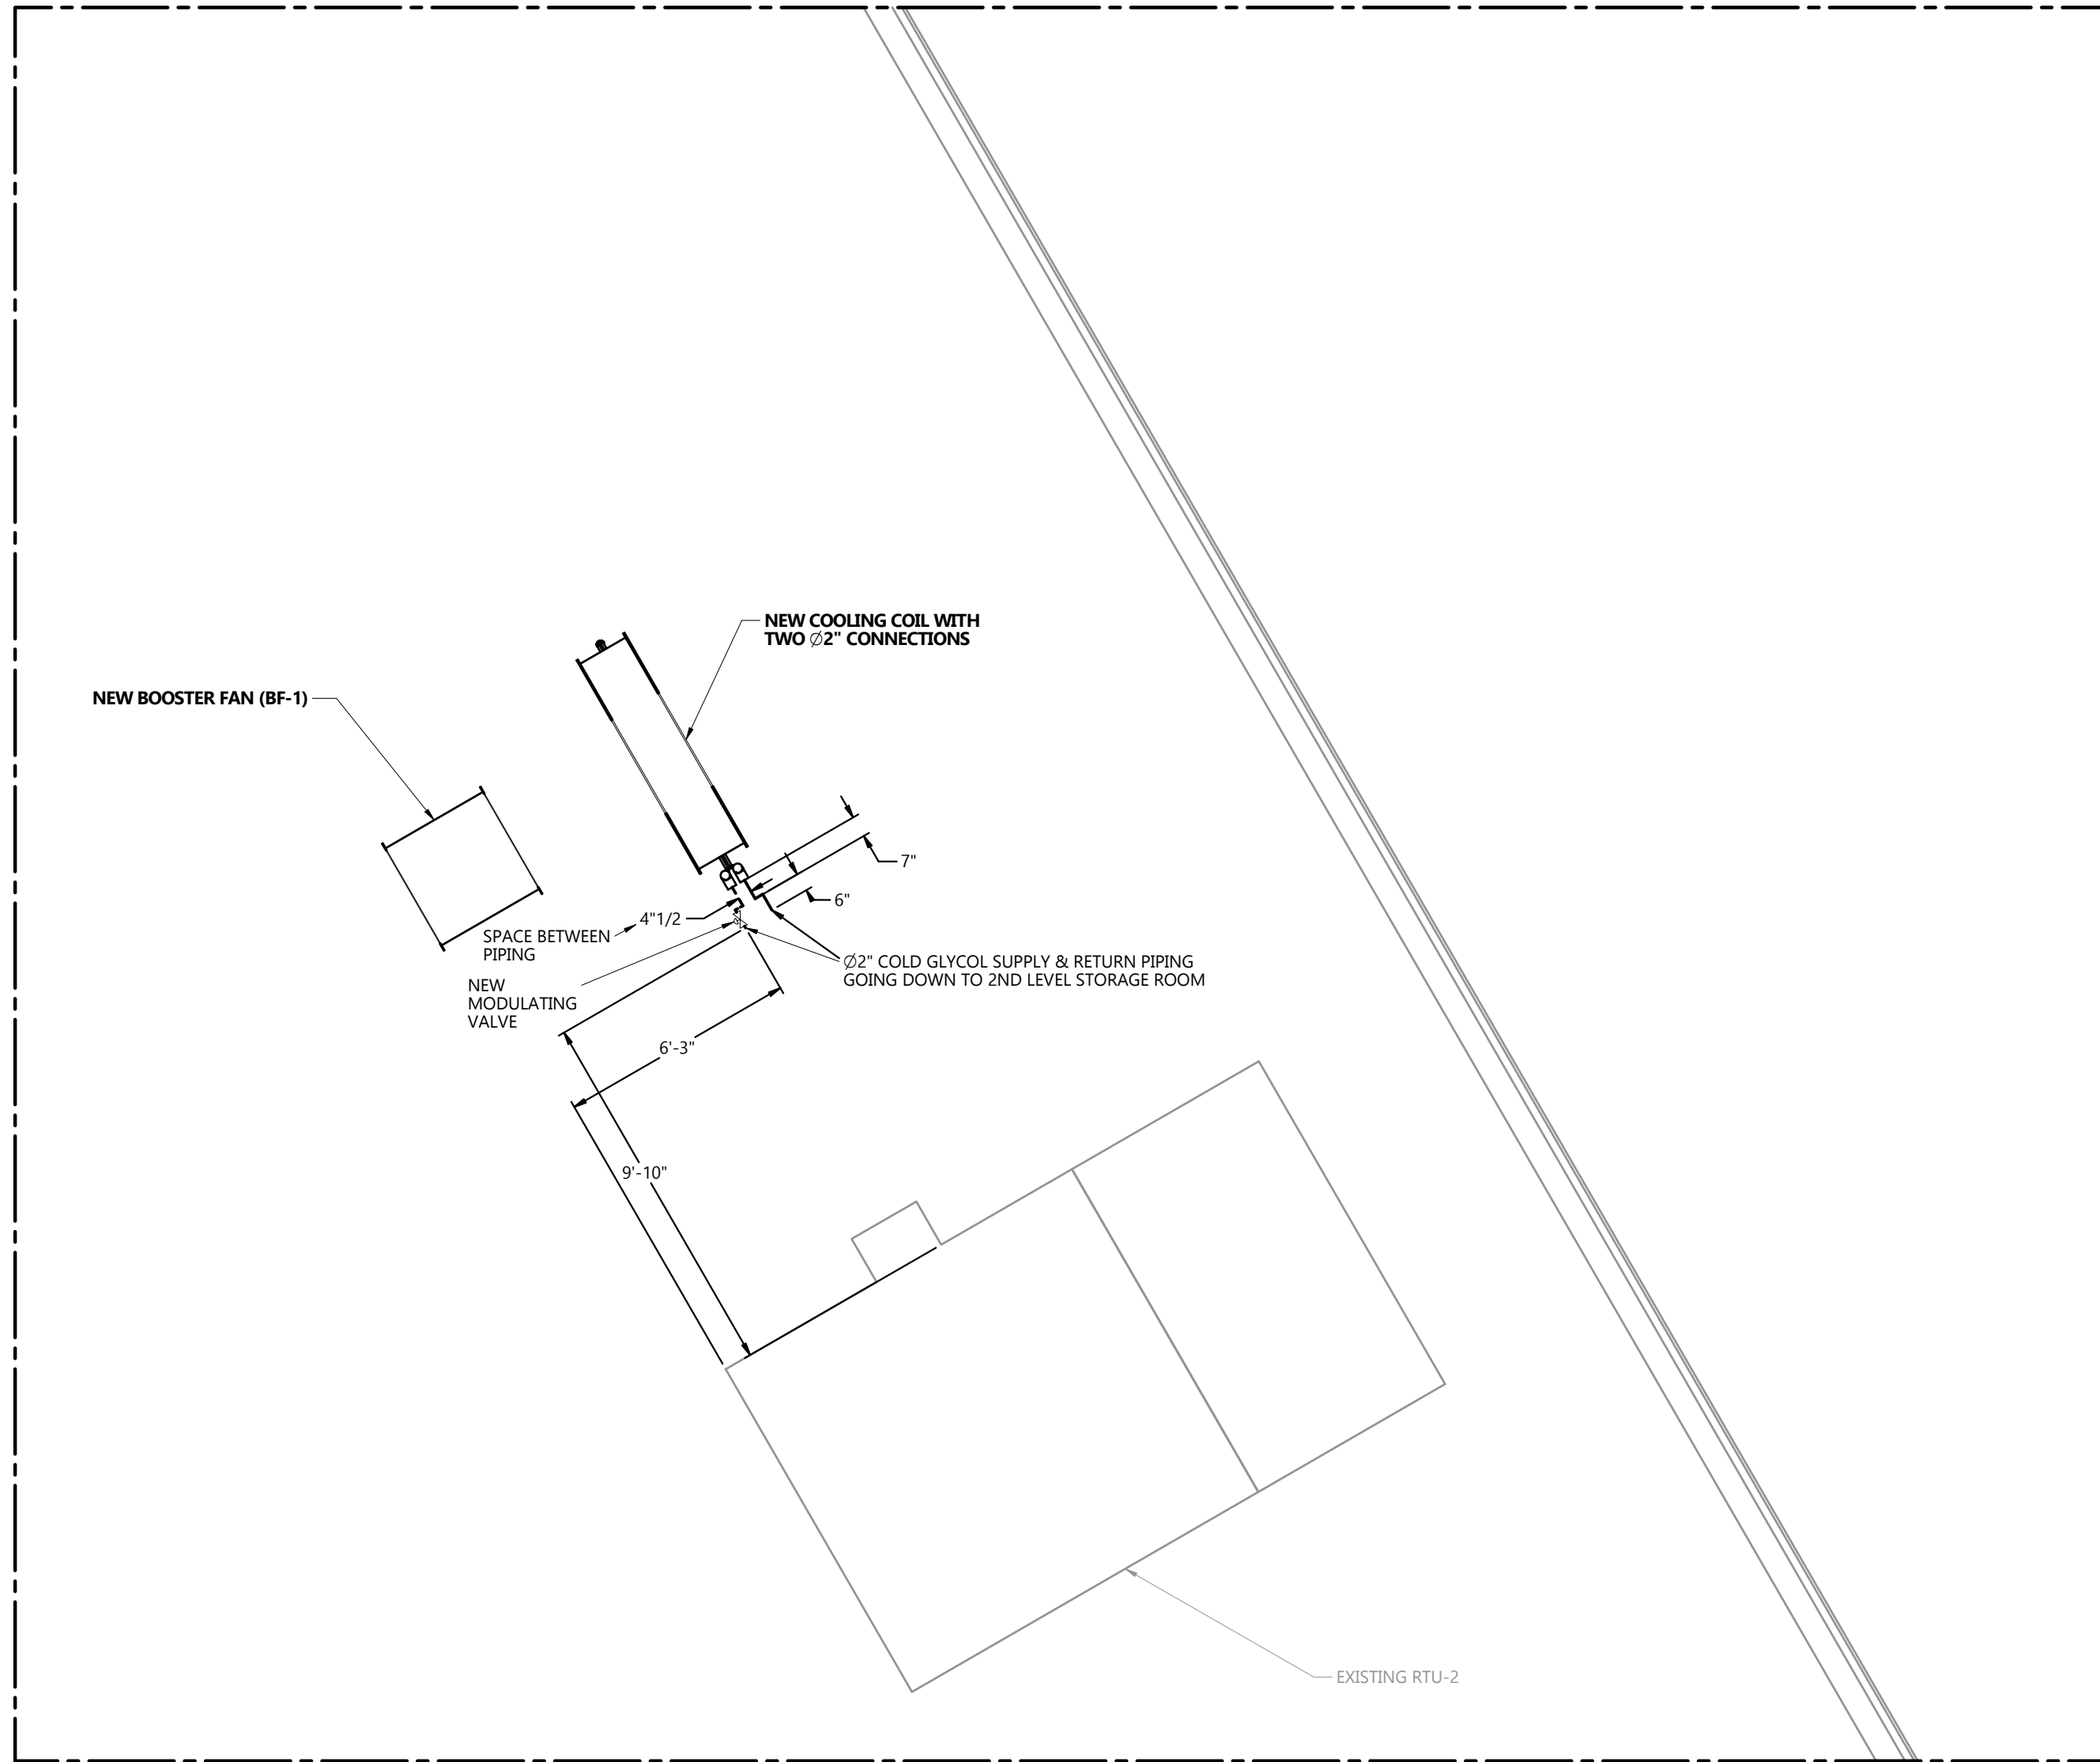 NEW COOLING COIL WITH
TWO Ø2" CONNECTIONS
NEW BOOSTER FAN (BF-1)
7"
6"
4"1/2
SPACE BETWEEN
PIPING
Ø2" COLD GLYCOL SUPPLY & RETURN PIPING
GOING DOWN TO 2ND LEVEL STORAGE ROOM
NEW
MODULATING
VALVE
6'-3"
9'-10"
EXISTING RTU-2